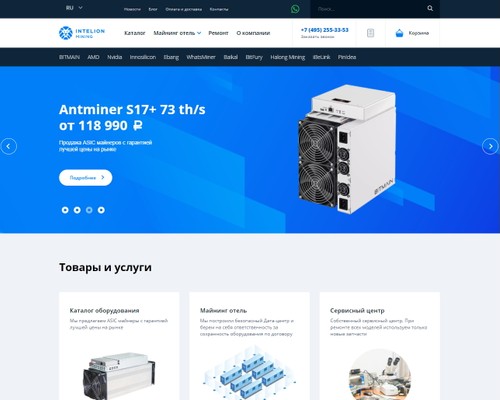 RU
Новости Блог Оплата и доставка Контакты
Поиск...
INTELION
Каталог Майнинг отель Ремонт О компании
+7 (495) 255-33-53
Заказать звонок
Корзина
BITMAIN AMD Nvidia Innosilicon Ebang WhatsMiner Baikal BitFury Halong Mining iBeLink Panidea
Antminer S17+ 73 th/s
от 118 990 ₽
Продажа ASIC майнеров с гарантией
лучшей цены на рынке
Подробнее
BITMAIN
Товары и услуги
Каталог оборудования
Мы предлагаем ASIC майнеры с гарантией
лучшей цены на рынке
Майнинг отель
Мы построили безопасный Дата-центр и
берем на себя ответственность за
сохранность оборудования по договору
Сервисный центр
Собственный сервисный центр. При
ремонте всех моделей используем только
новые запчасти